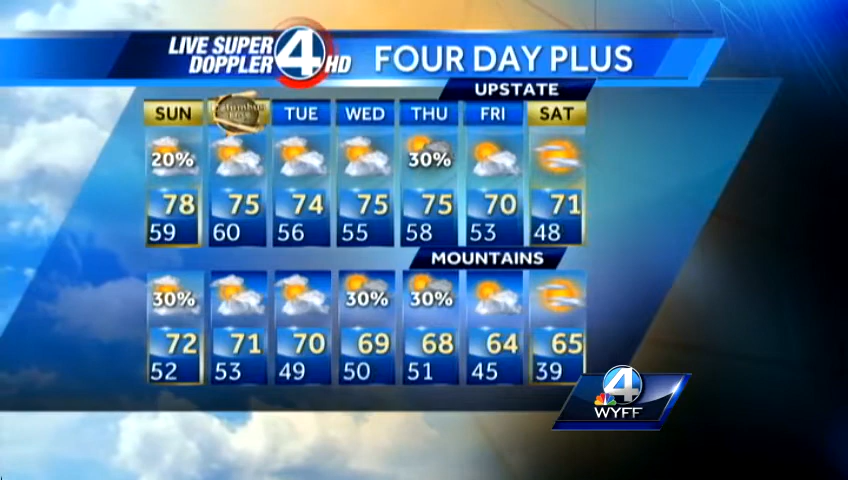 LIVE SUPER
DOPPLER 4 HD
FOUR DAY PLUS
UPSTATE
SUN TUE WED THU FRI SAT
20% 30%
78 75 74 75 75 70 71
59 60 56 55 58 53 48
MOUNTAINS
30% 30% 30%
72 71 70 69 68 64 65
52 53 49 50 51 45 39
4
WYFF